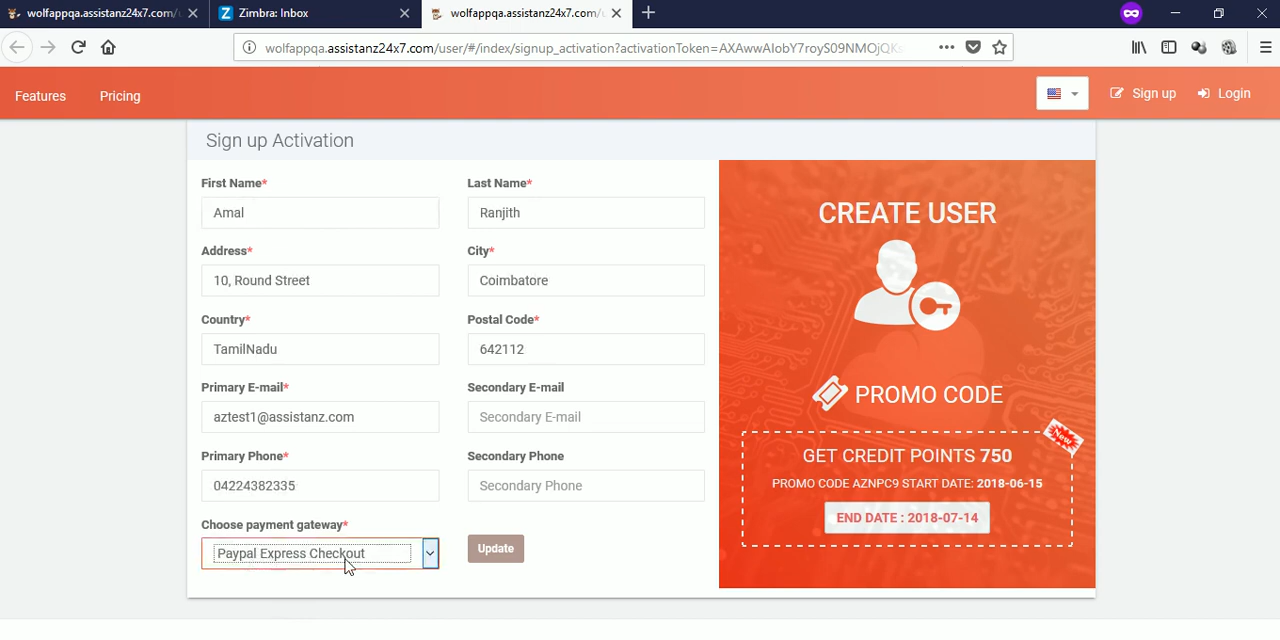 wolfappqa.assistanz24x7.com/u
Zimbra: Inbox
wolfappqa.assistanz24x7.com/u
wolfappqa.assistanz24x7.com/user/#/index/signup_activation?activationToken=AXAwwAIobY7royS09NMOjQKs
Features
Pricing
Sign up
Login
Sign up Activation
First Name*
Last Name*
Amal
Ranjith
Address*
City*
10, Round Street
Coimbatore
Country*
Postal Code*
TamilNadu
642112
Primary E-mail*
Secondary E-mail
aztest1@assistanz.com
Secondary E-mail
Primary Phone*
Secondary Phone
04224382335
Secondary Phone
Choose payment gateway*
Paypal Express Checkout
Update
CREATE USER
PROMO CODE
New
GET CREDIT POINTS 750
PROMO CODE AZNPC9 START DATE: 2018-06-15
END DATE : 2018-07-14